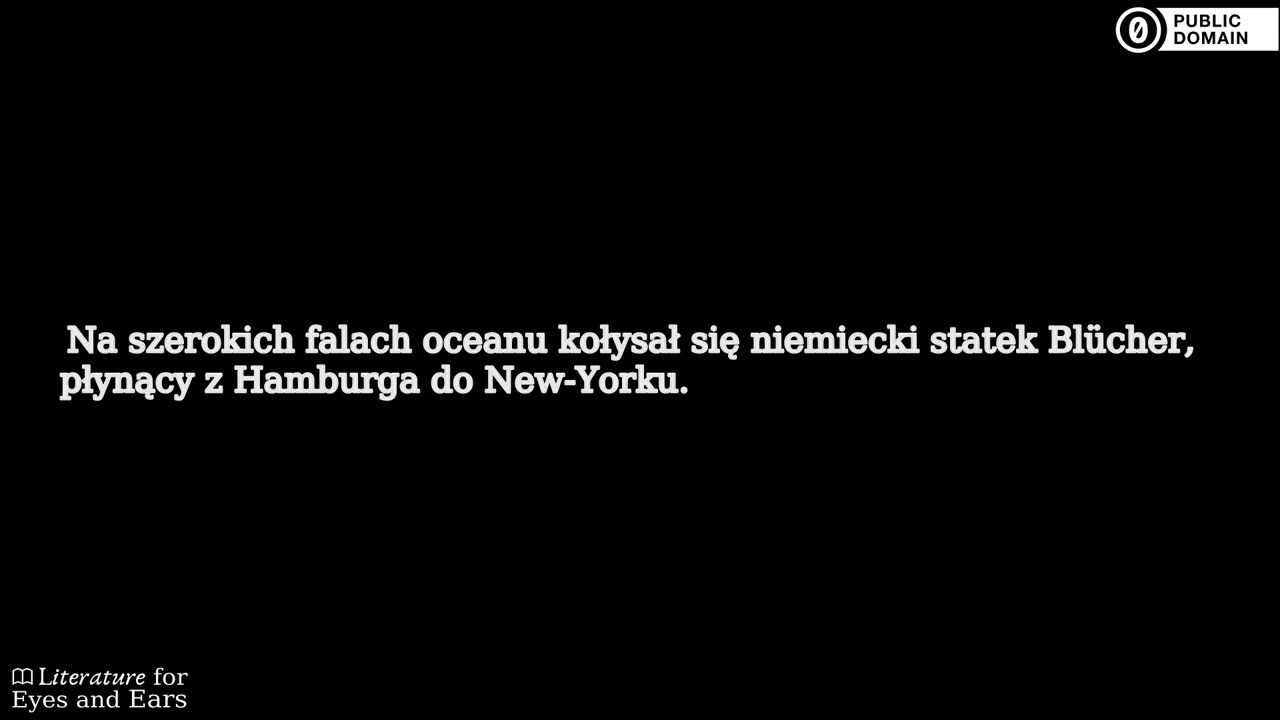 PUBLIC
DOMAIN
Na szerokich falach oceanu kołysał się niemiecki statek Blücher,
płynący z Hamburga do New-Yorku.
Literature for
Eyes and Ears